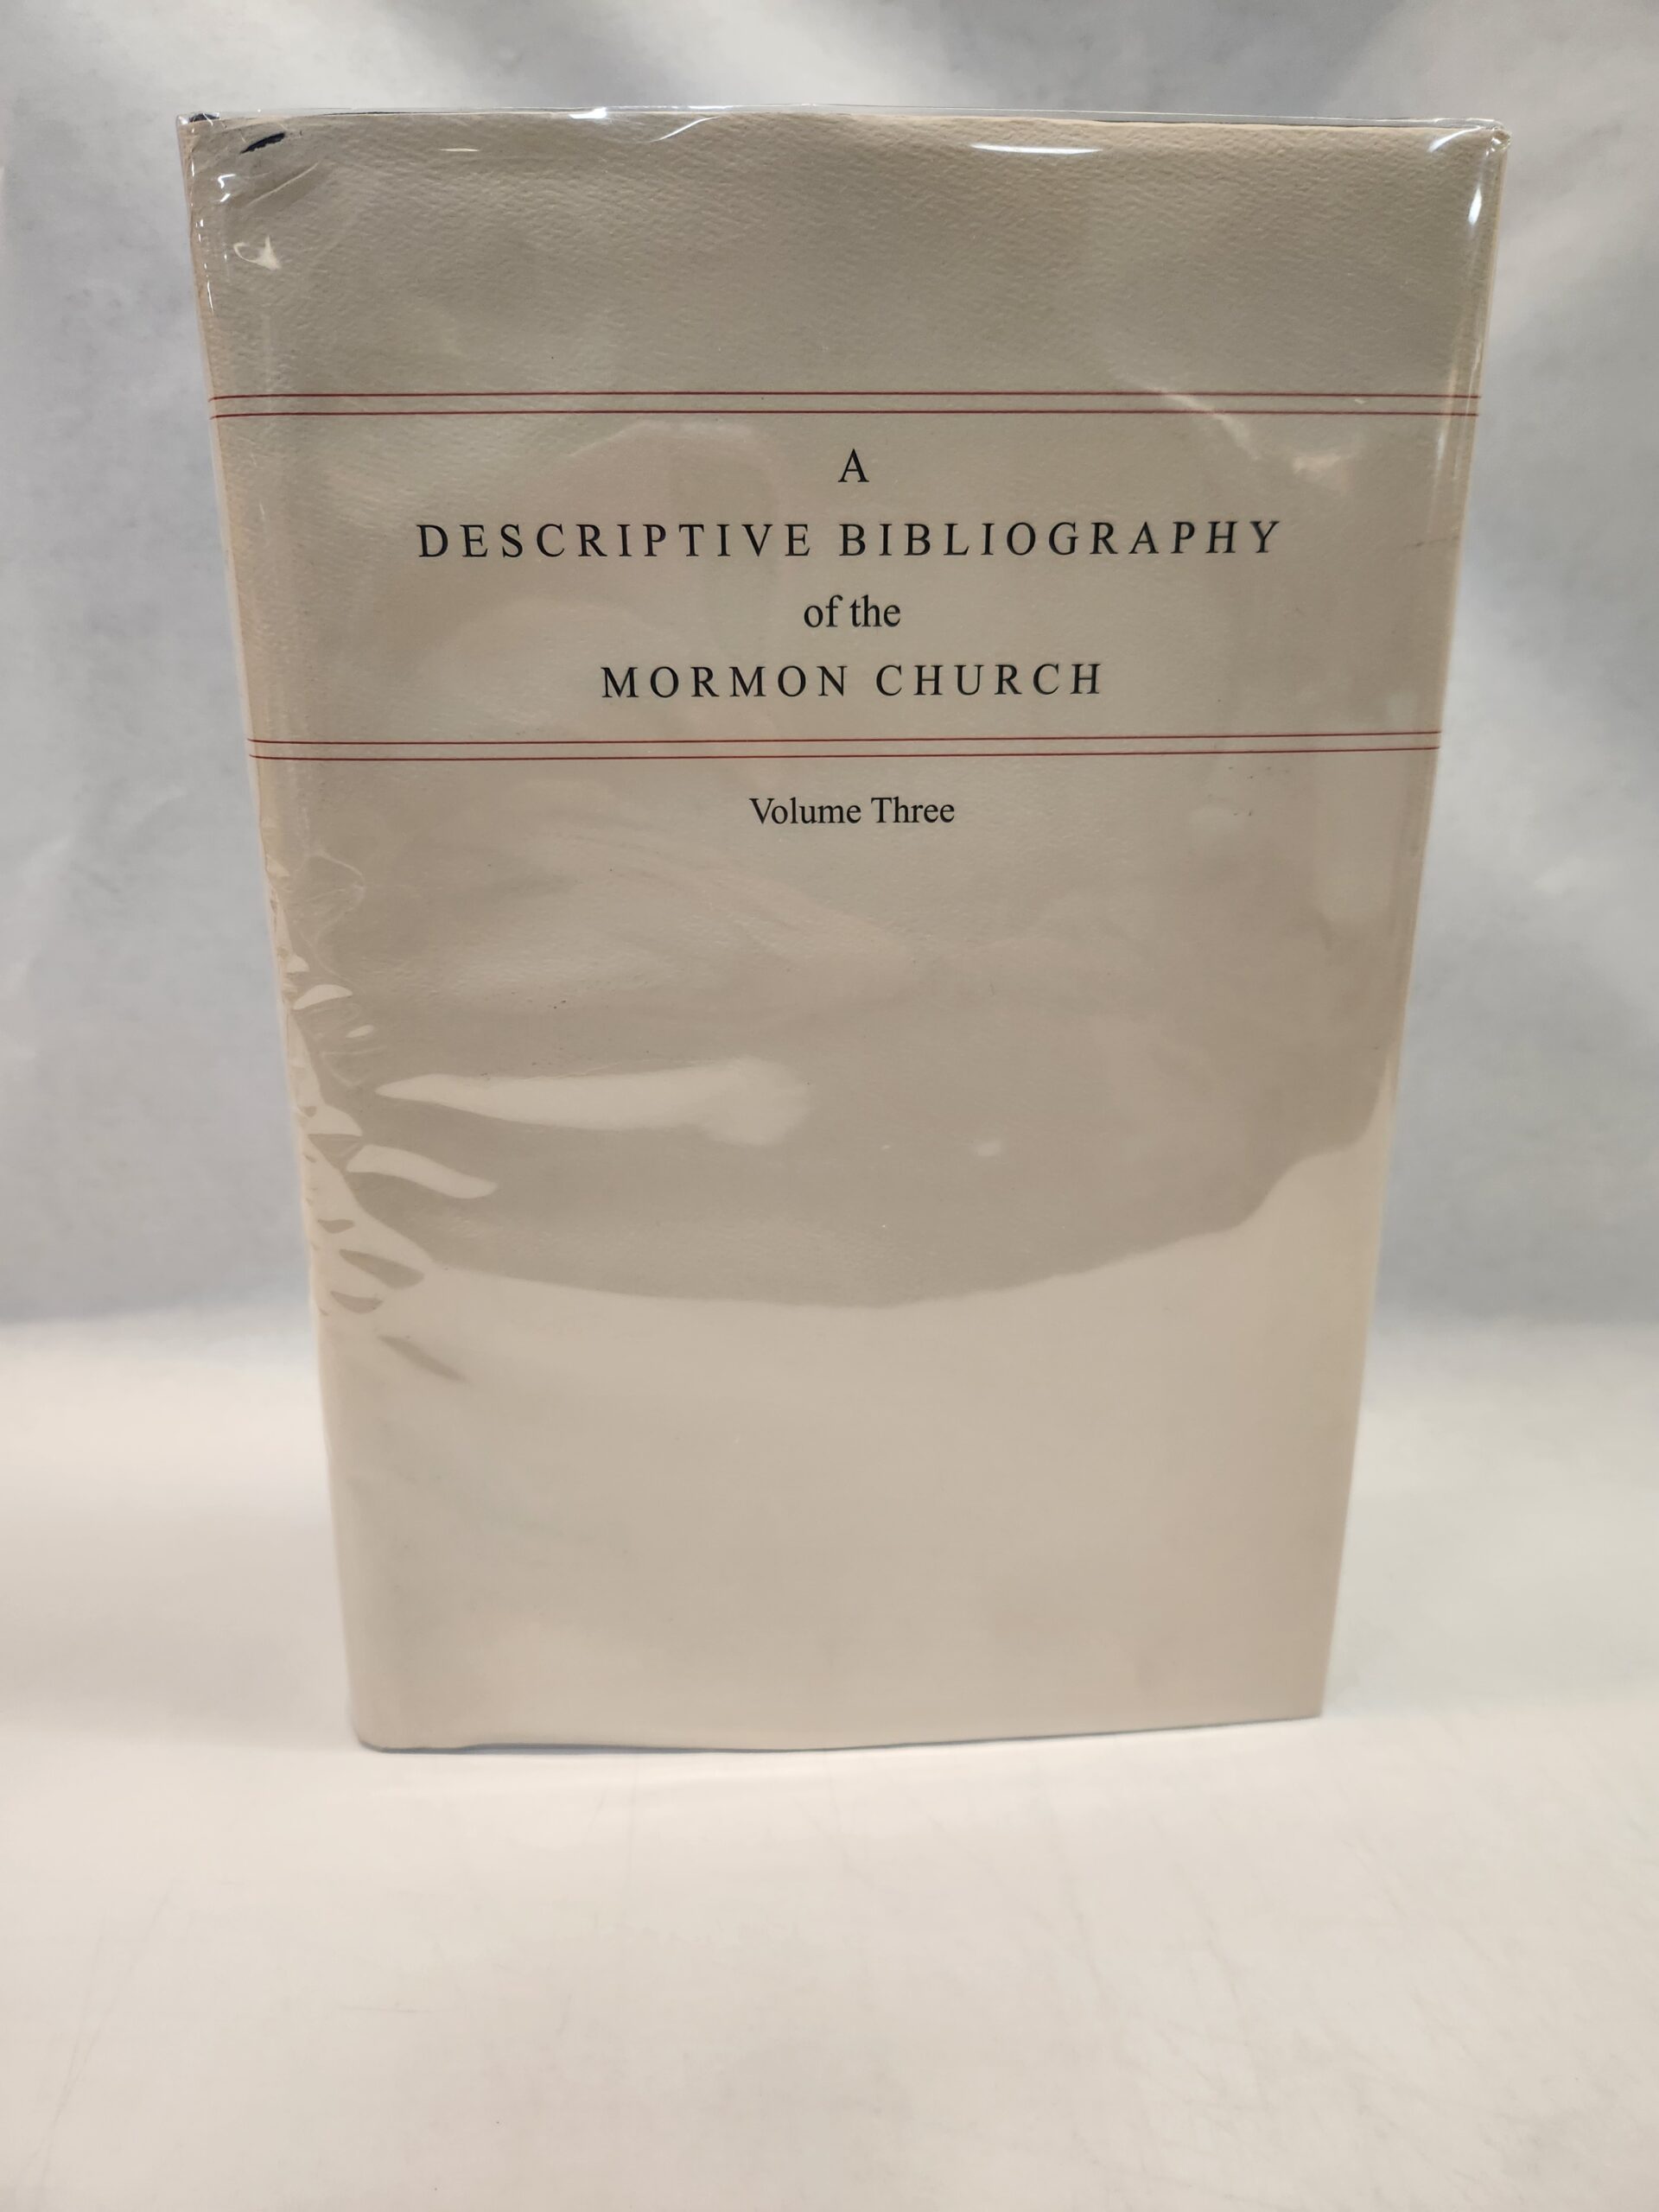 A
DESCRIPTIVE BIBLIOGRAPHY
of the
MORMON CHURCH
Volume Three